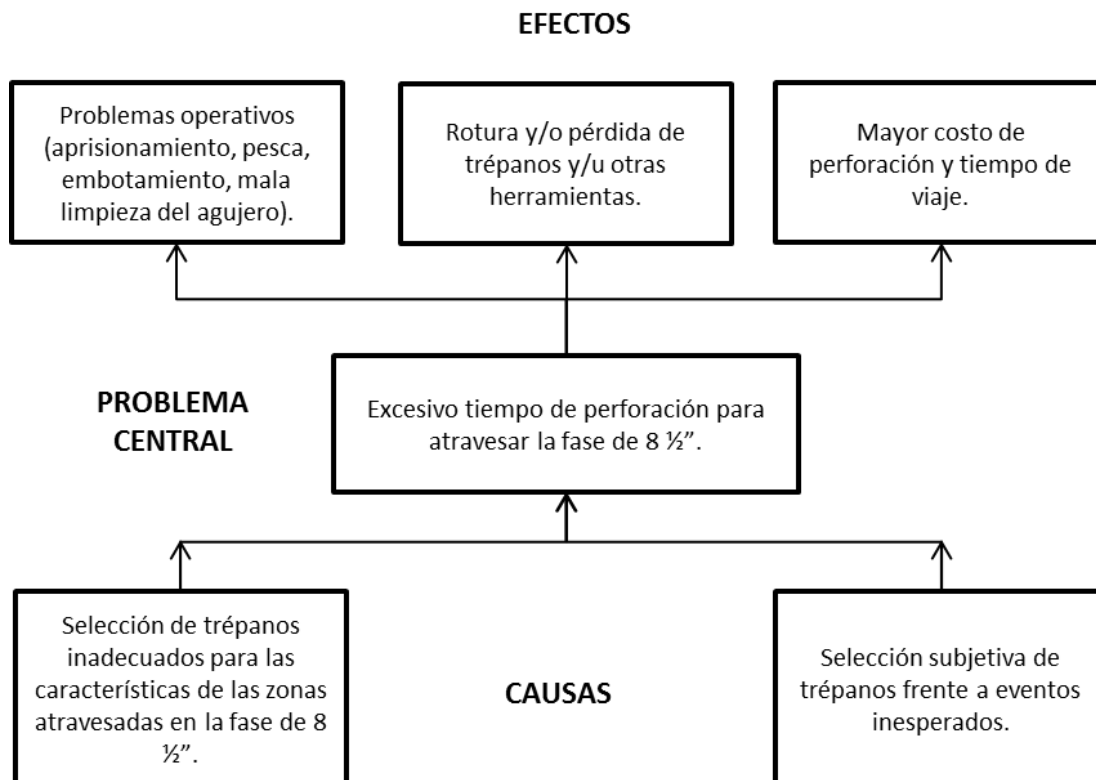 EFECTOS
Problemas operativos
(aprisionamiento, pesca,
embotamiento, mala
limpieza del agujero).
Rotura y/o pérdida de
trépanos y/u otras
herramientas.
Mayor costo de
perforación y tiempo de
viaje.
PROBLEMA
CENTRAL
Excesivo tiempo de perforación para
atravesar la fase de 8 ½”.
Selección de trépanos
inadecuados para las
características de las zonas
atravesadas en la fase de 8
½”.
CAUSAS
Selección subjetiva de
trépanos frente a eventos
inesperados.